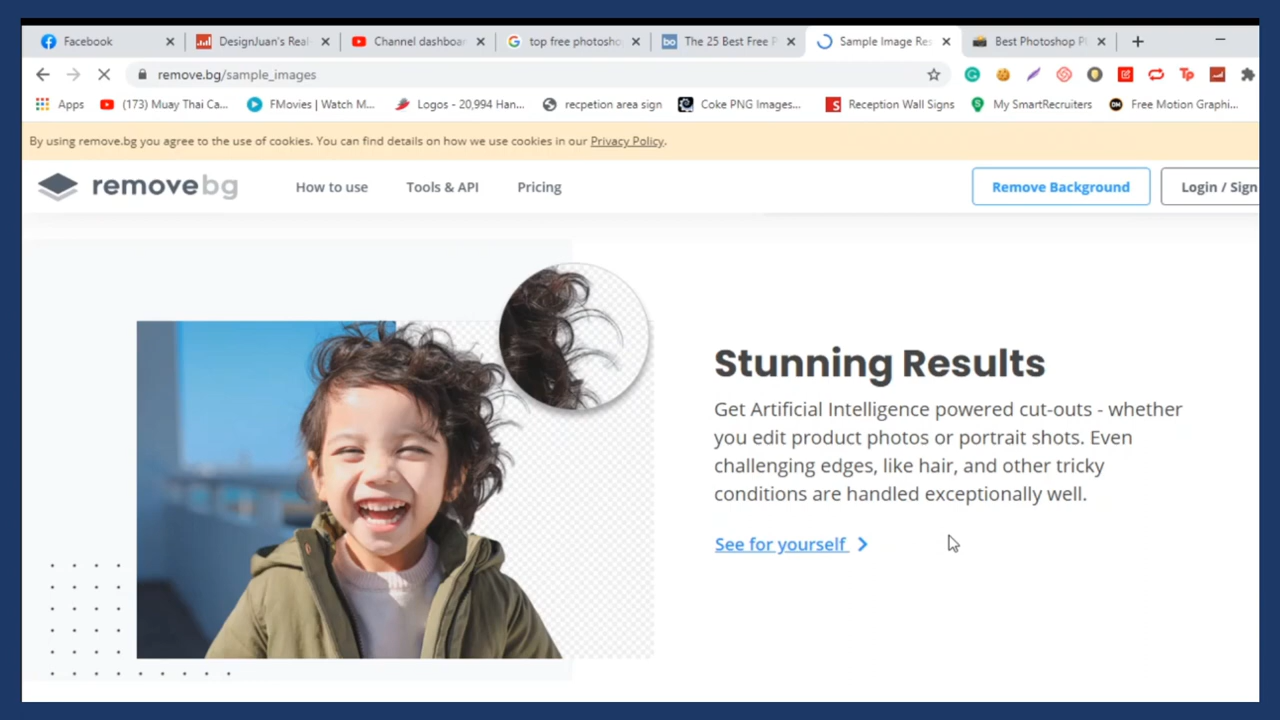 Facebook
DesignJuan's Real
Channel dashboar
top free photosho
The 25 Best Free P
Sample Image Res
Best Photoshop Pl
remove.bg/sample_images
Apps
(173) Muay Thai Ca...
FMovies | Watch M...
Logos - 20,994 Han...
recpetion area sign
Coke PNG Images...
Reception Wall Signs
My SmartRecruiters
Free Motion Graphi...
By using remove.bg you agree to the use of cookies. You can find details on how we use cookies in our Privacy Policy.
removebg
How to use
Tools & API
Pricing
Remove Background
Login / Sign
Stunning Results
Get Artificial Intelligence powered cut-outs - whether
you edit product photos or portrait shots. Even
challenging edges, like hair, and other tricky
conditions are handled exceptionally well.
See for yourself